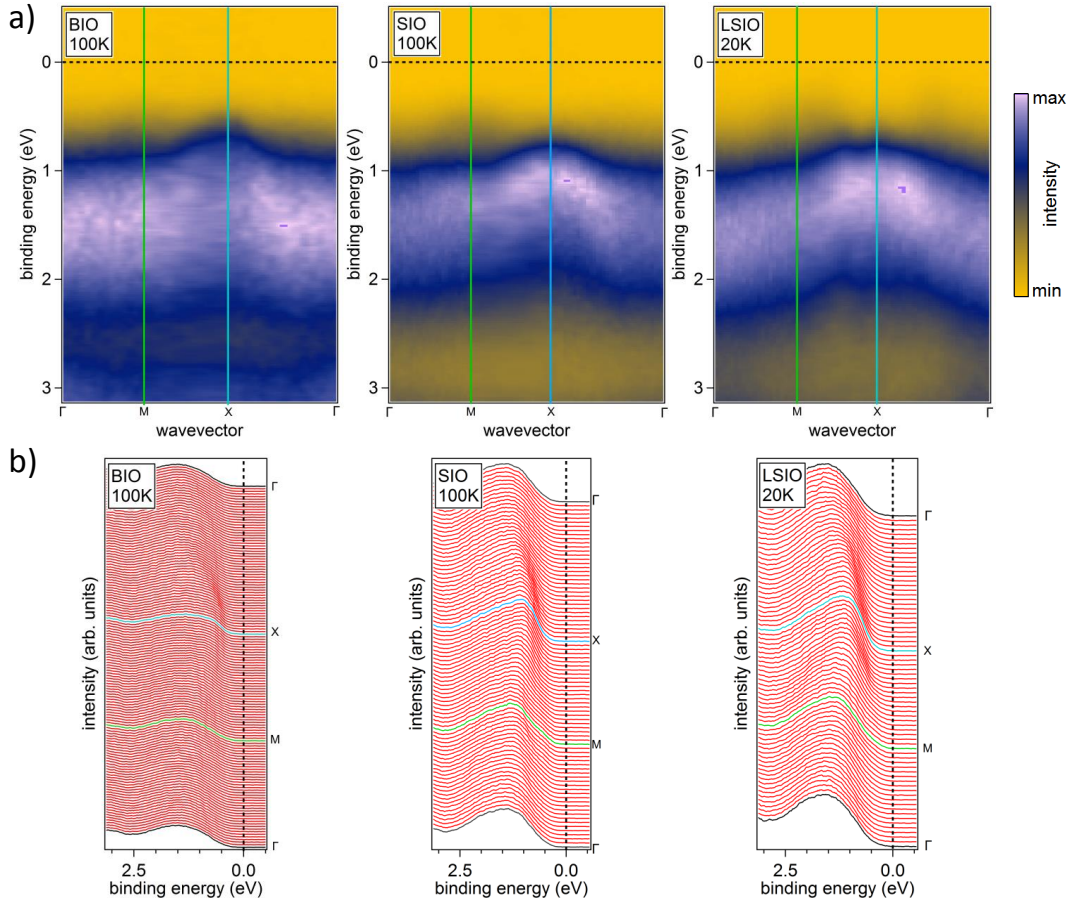 a)
BIO
100K
0
1
2
3
binding energy (eV)
Γ M X Γ
wavevector
SIO
100K
0
1
2
3
binding energy (eV)
Γ M X Γ
wavevector
LSIO
20K
0
1
2
3
binding energy (eV)
Γ M X Γ
wavevector
max
intensity
min
b)
BIO
100K
Γ
X
M
Γ
intensity (arb. units)
2.5 0.0
binding energy (eV)
SIO
100K
Γ
X
M
Γ
intensity (arb. units)
2.5 0.0
binding energy (eV)
LSIO
20K
Γ
X
M
Γ
intensity (arb. units)
2.5 0.0
binding energy (eV)